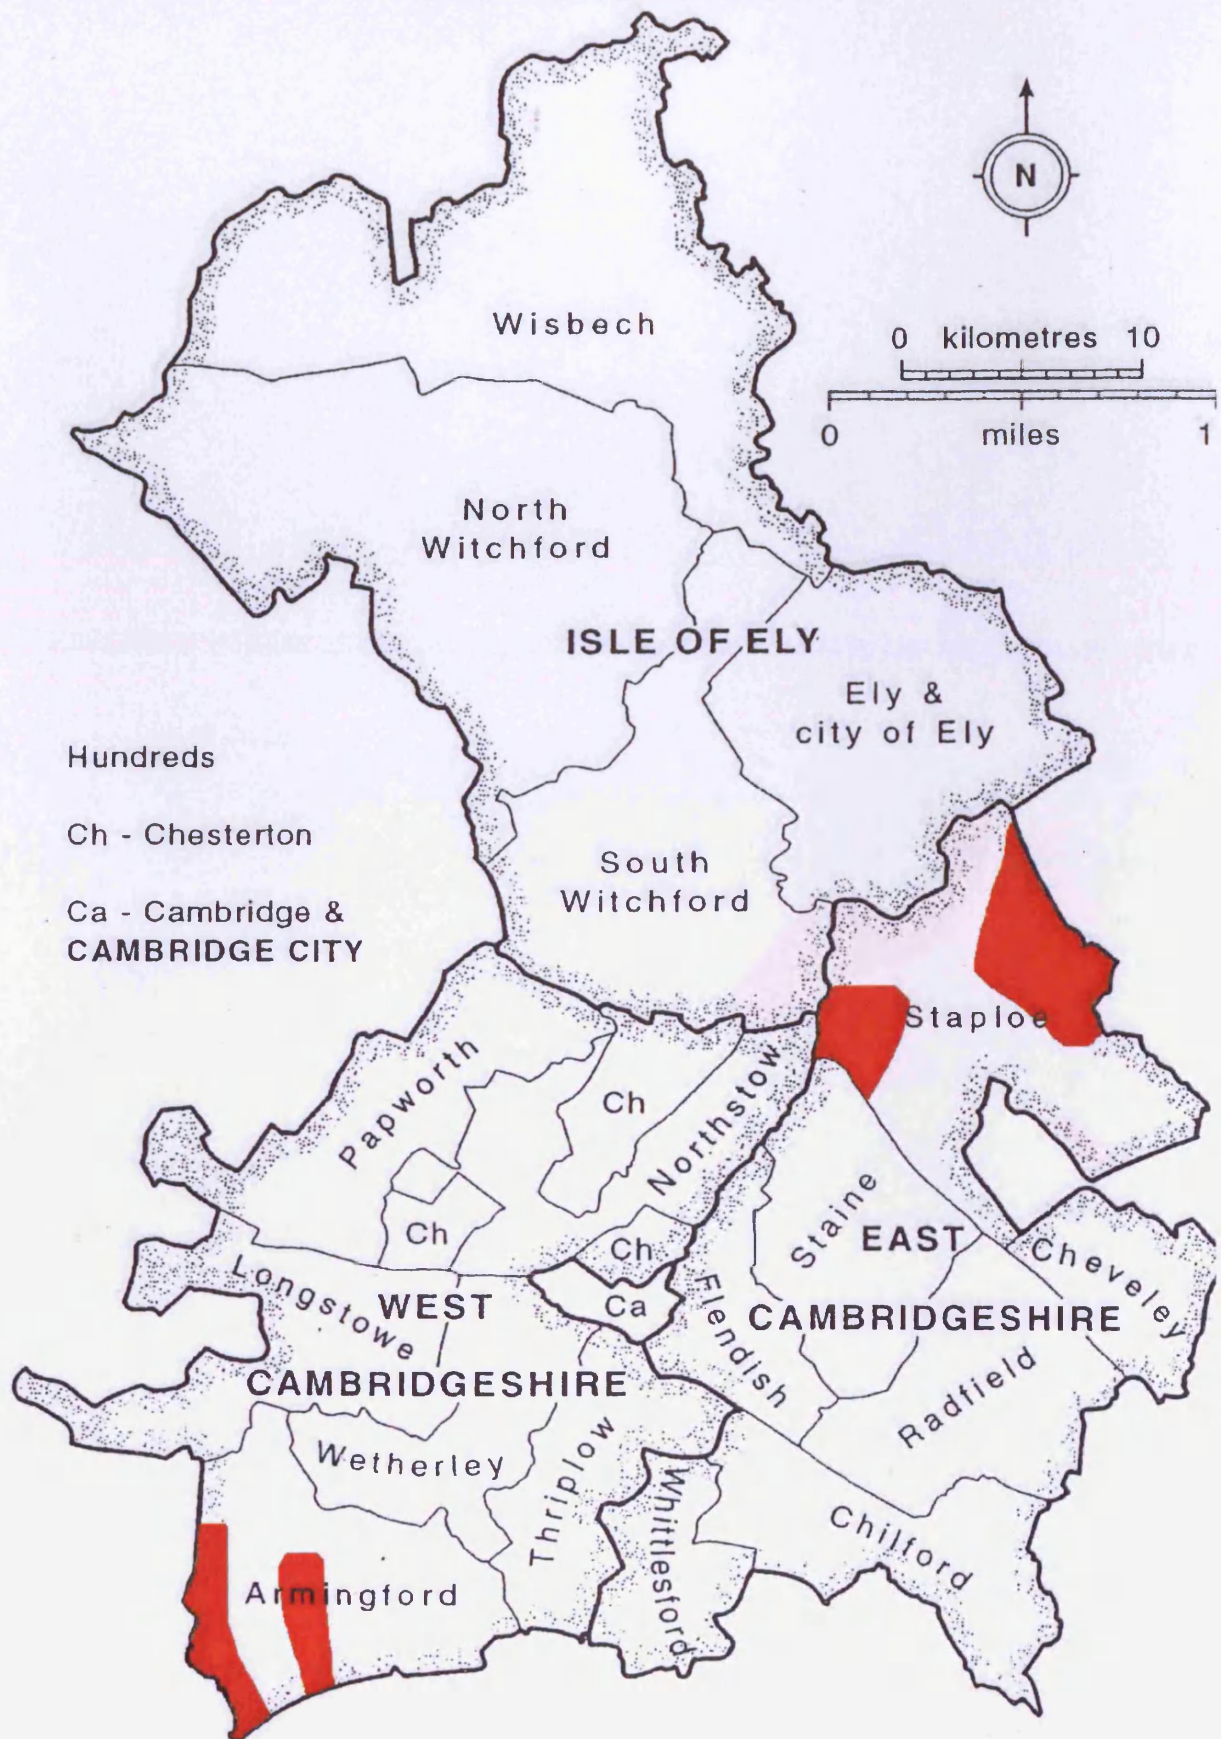 N
0 kilometres 10
0 miles 1
Wisbech
North
Witchford
ISLE OF ELY
Ely &
city of Ely
Hundreds
Ch - Chesterton
Ca - Cambridge &
CAMBRIDGE CITY
South
Witchford
Staploe
Papworth
Ch
Northstow
Ch
Ch
Staine
EAST
Cheveley
Longstowe
WEST
Ca
Flendish
CAMBRIDGESHIRE
CAMBRIDGESHIRE
Radfield
Wetherley
Thriplow
Whittlesford
Chilford
Armingford